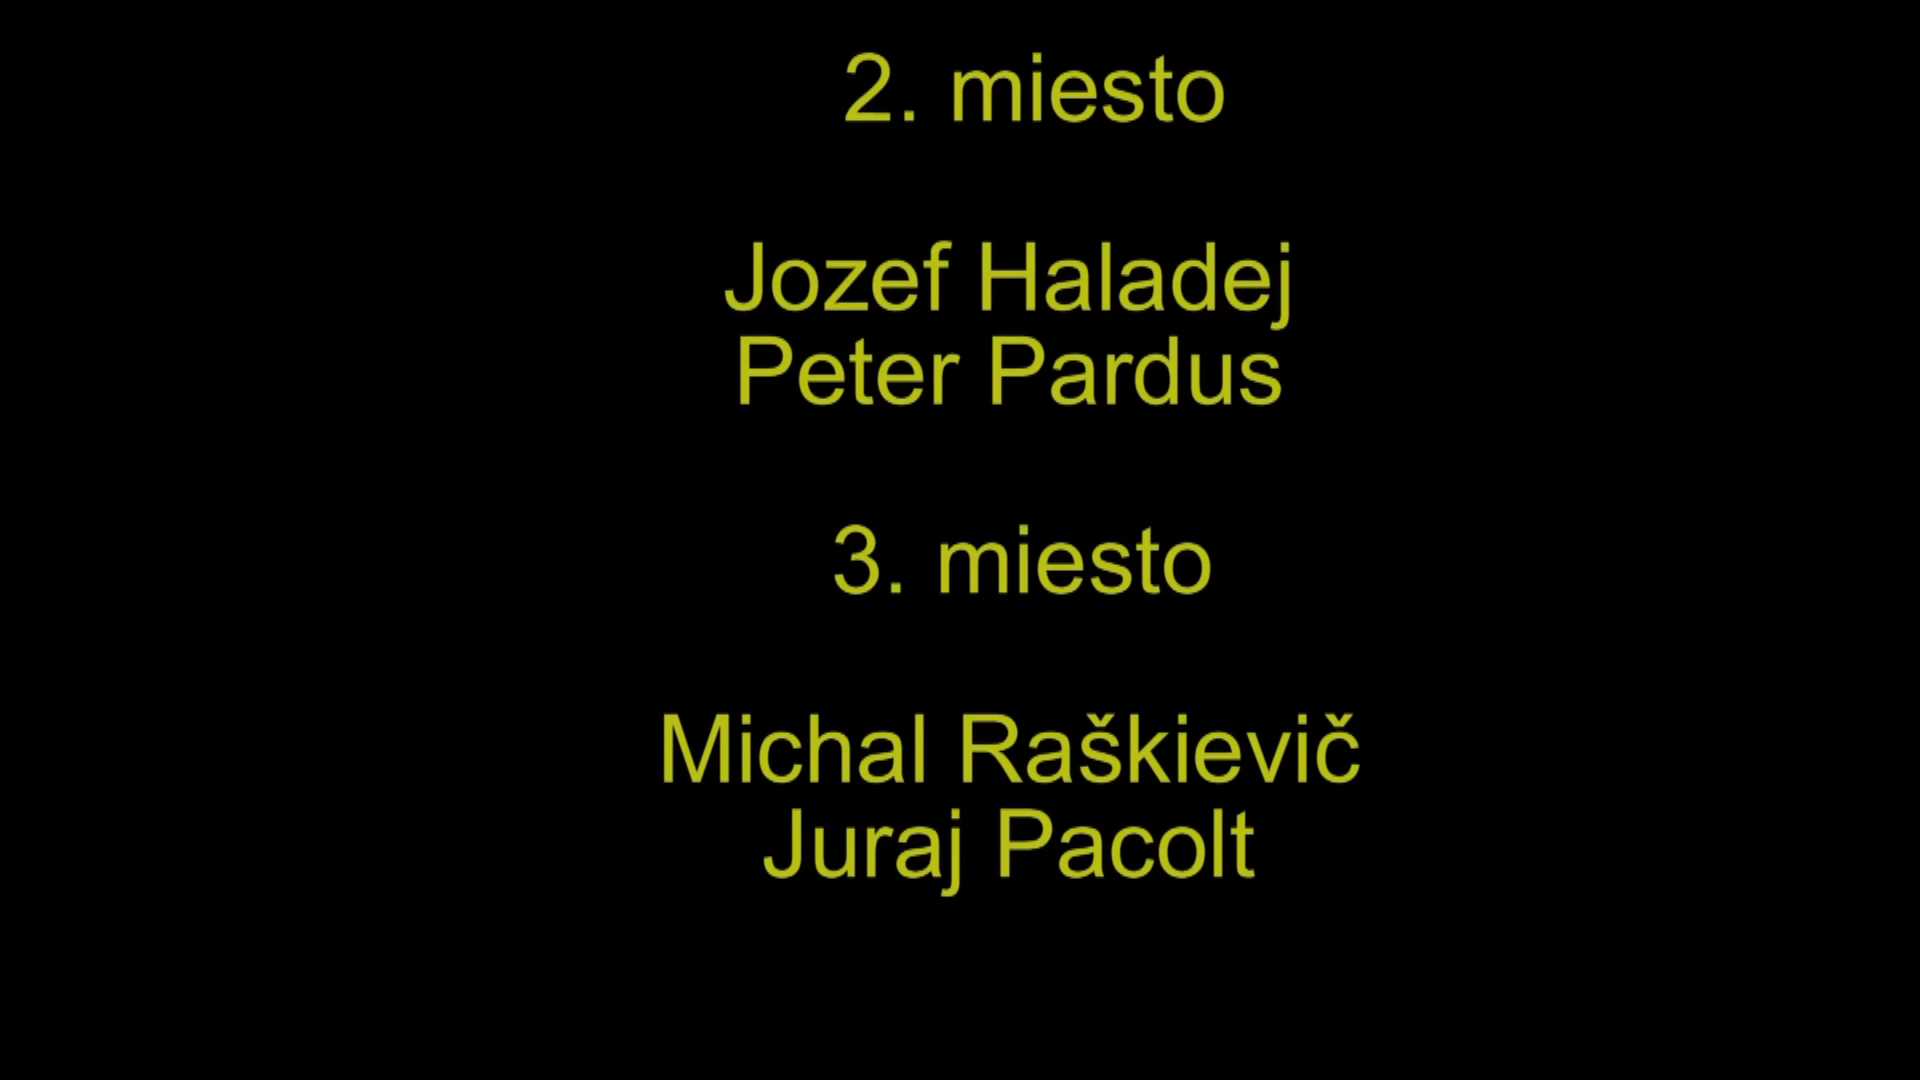 2. miesto
Jozef Haladej
Peter Pardus
3. miesto
Michal Raškievič
Juraj Pacolt